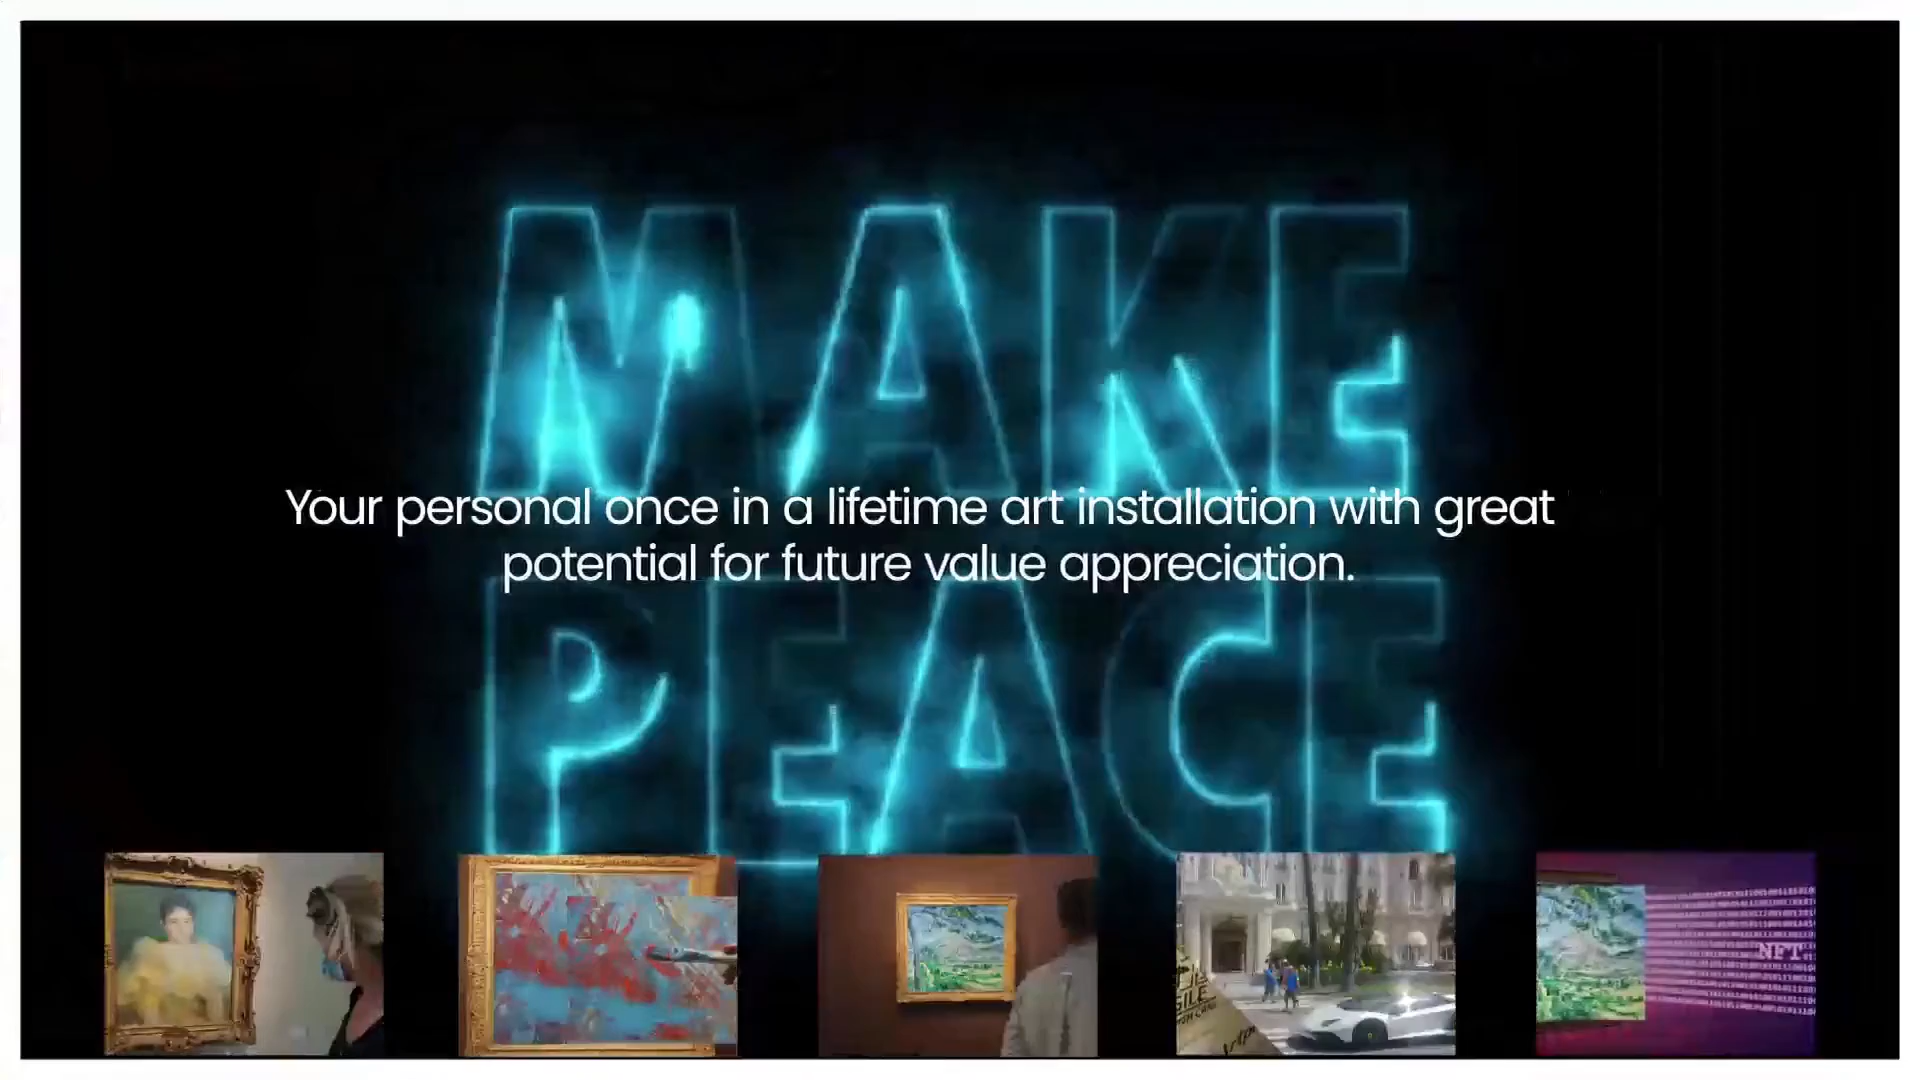 MAKE
Your personal once in a lifetime art installation with great
potential for future value appreciation.
PEACE
NFT